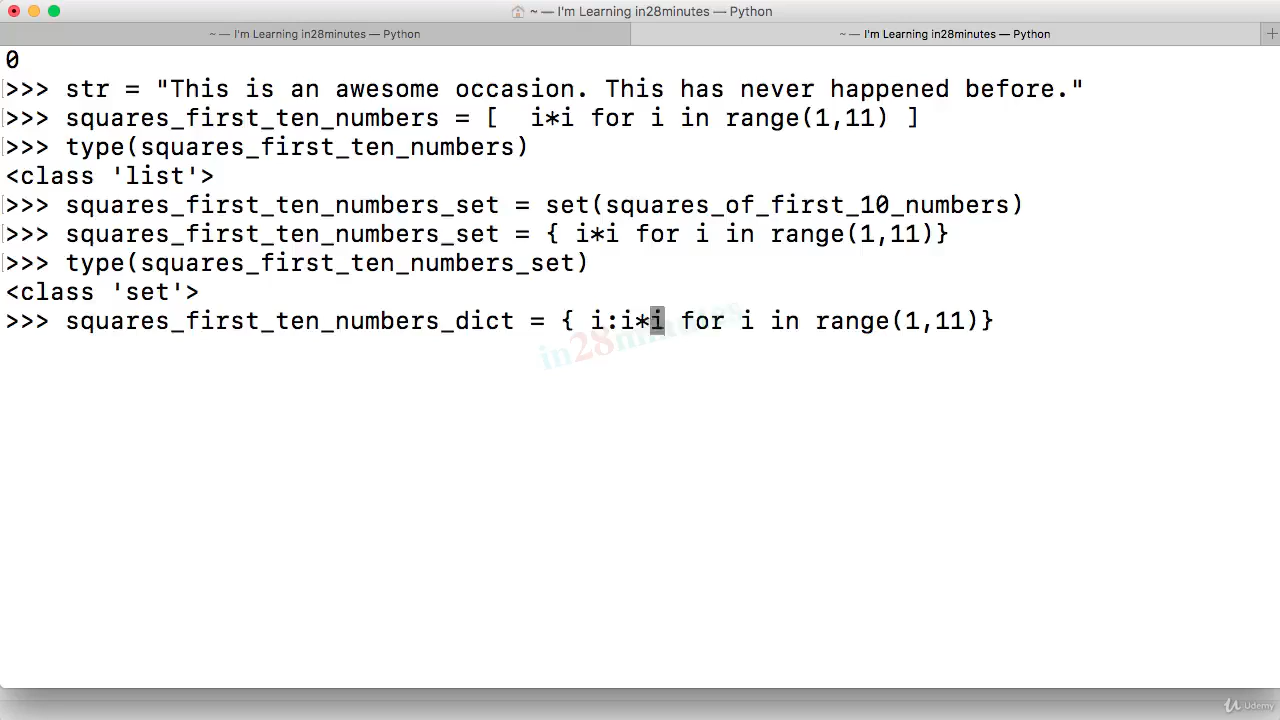 ~ — I'm Learning in28minutes — Python
~ — I'm Learning in28minutes — Python
~ — I'm Learning in28minutes — Python
0
>>> str = "This is an awesome occasion. This has never happened before."
>>> squares_first_ten_numbers = [  i*i for i in range(1,11) ]
>>> type(squares_first_ten_numbers)
<class 'list'>
>>> squares_first_ten_numbers_set = set(squares_of_first_10_numbers)
>>> squares_first_ten_numbers_set = { i*i for i in range(1,11)}
>>> type(squares_first_ten_numbers_set)
<class 'set'>
>>> squares_first_ten_numbers_dict = { i:i*i for i in range(1,11)}
in28minutes
Udemy